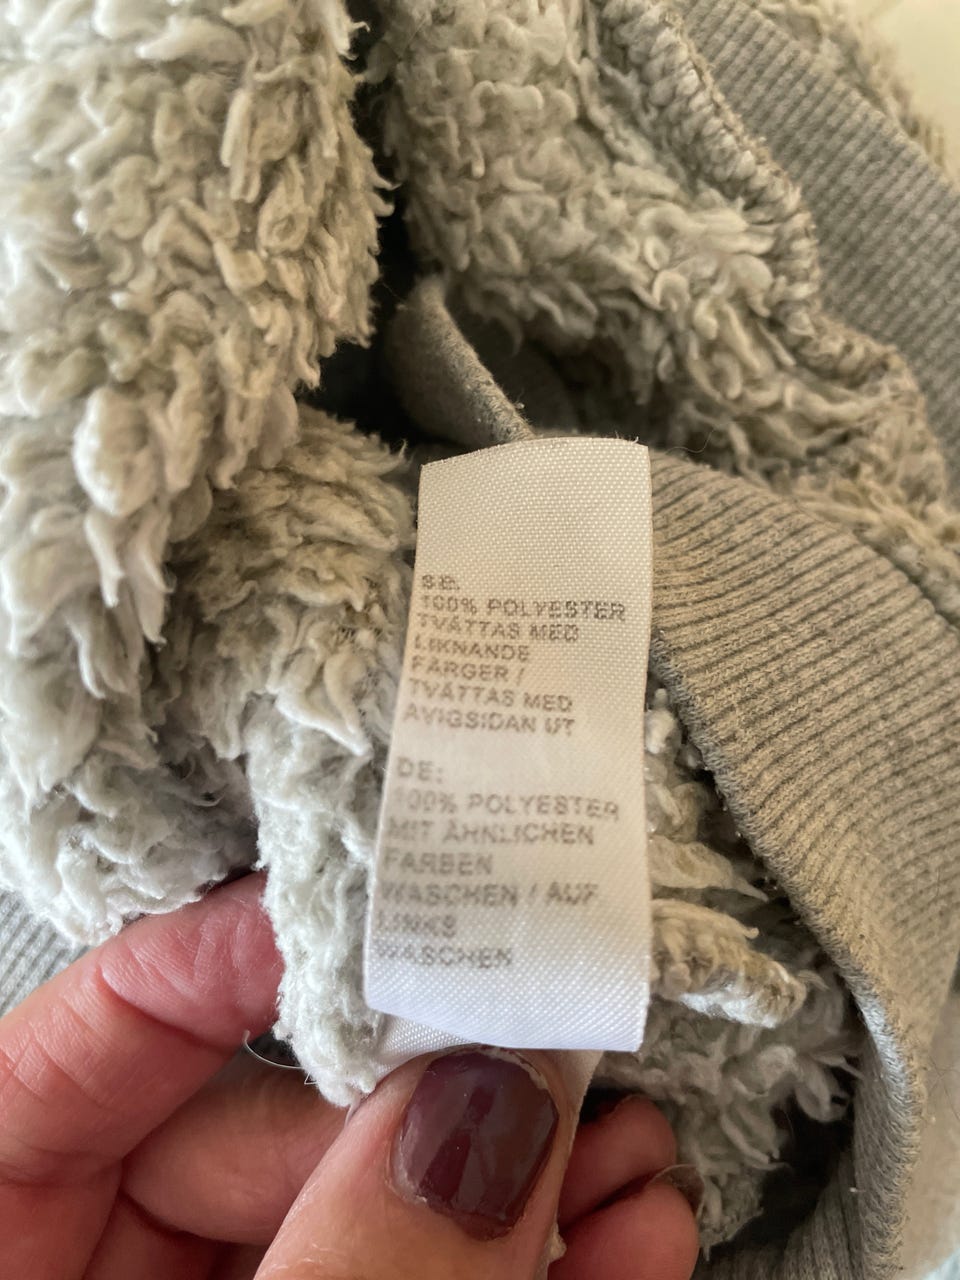 SE:
100% POLYESTER
TVÄTTAS MED
LIKNANDE
FÄRGER /
TVÄTTAS MED
AVIGSIDAN UT
DE:
100% POLYESTER
MIT ÄHNLICHEN
FARBEN
WASCHEN / AUF
LINKS
WASCHEN